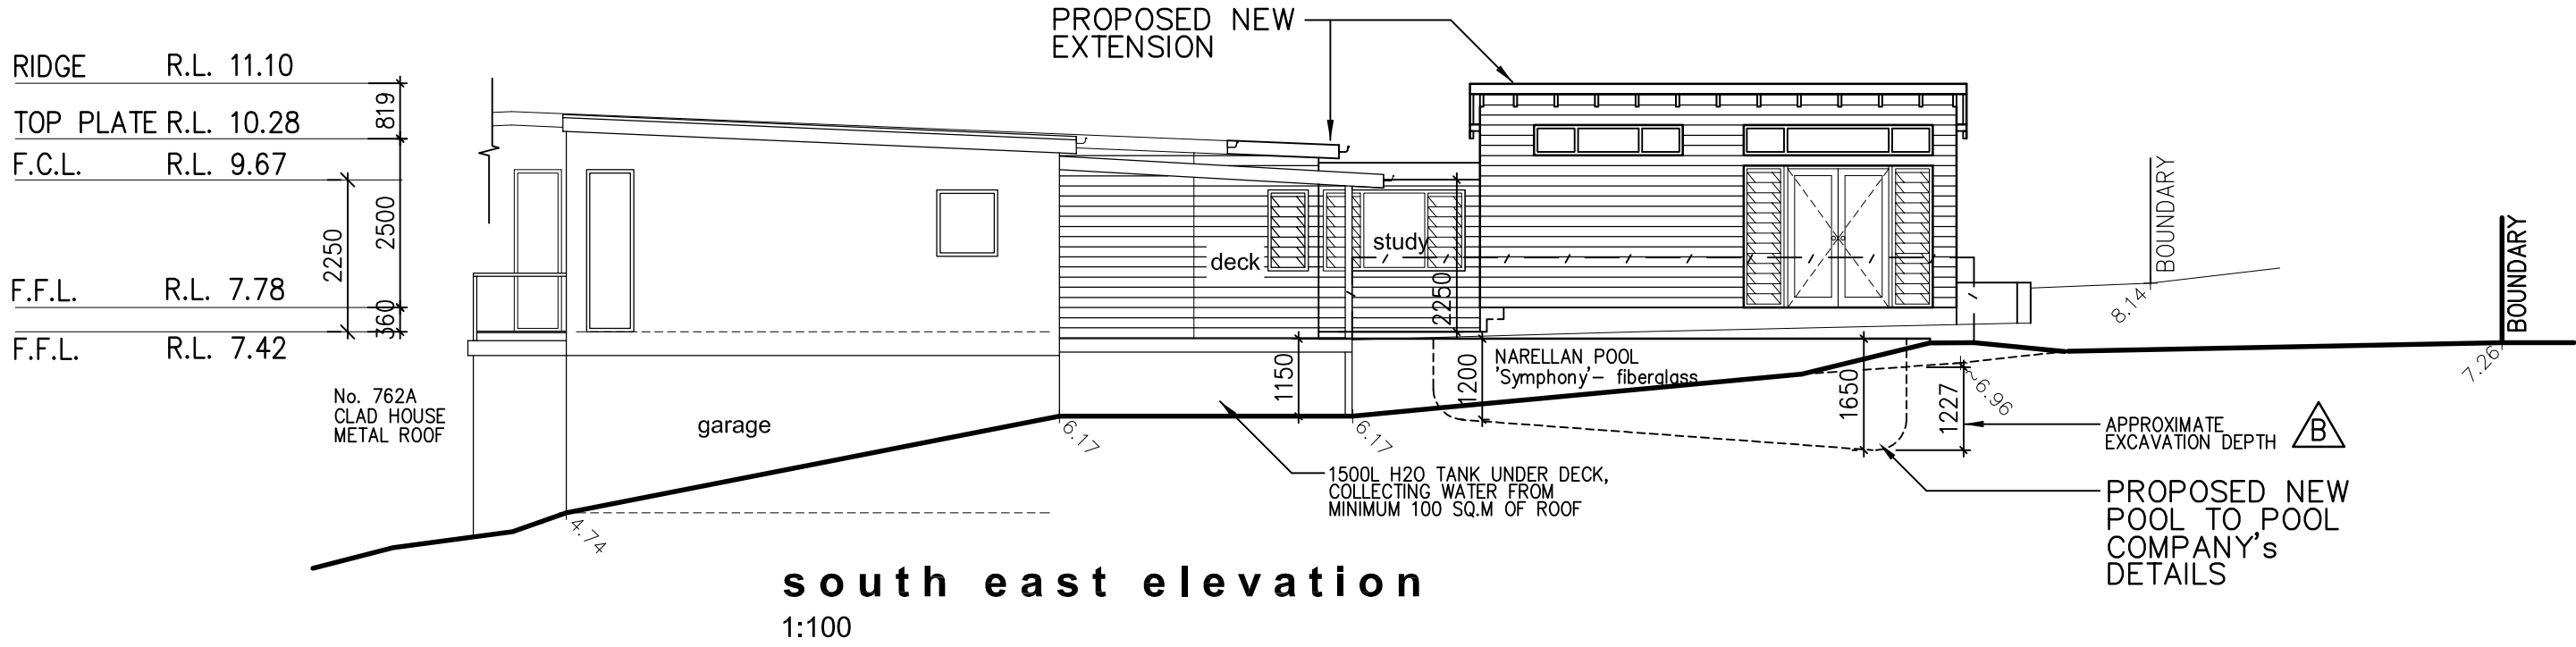 PROPOSED NEW
EXTENSION
RIDGE R.L. 11.10
TOP PLATE R.L. 10.28
F.C.L. R.L. 9.67
F.F.L. R.L. 7.78
F.F.L. R.L. 7.42
819
2500
2250
360
No. 762A
CLAD HOUSE
METAL ROOF
garage
deck
study
2250
1150
1200
NARELLAN POOL
'Symphony'- fiberglass
1650
1227
~6.96
BOUNDARY
8.14
BOUNDARY
7.26
4.74
6.17
6.17
1500L H2O TANK UNDER DECK,
COLLECTING WATER FROM
MINIMUM 100 SQ.M OF ROOF
APPROXIMATE
EXCAVATION DEPTH
B
PROPOSED NEW
POOL TO POOL
COMPANY's
DETAILS
south east elevation
1:100